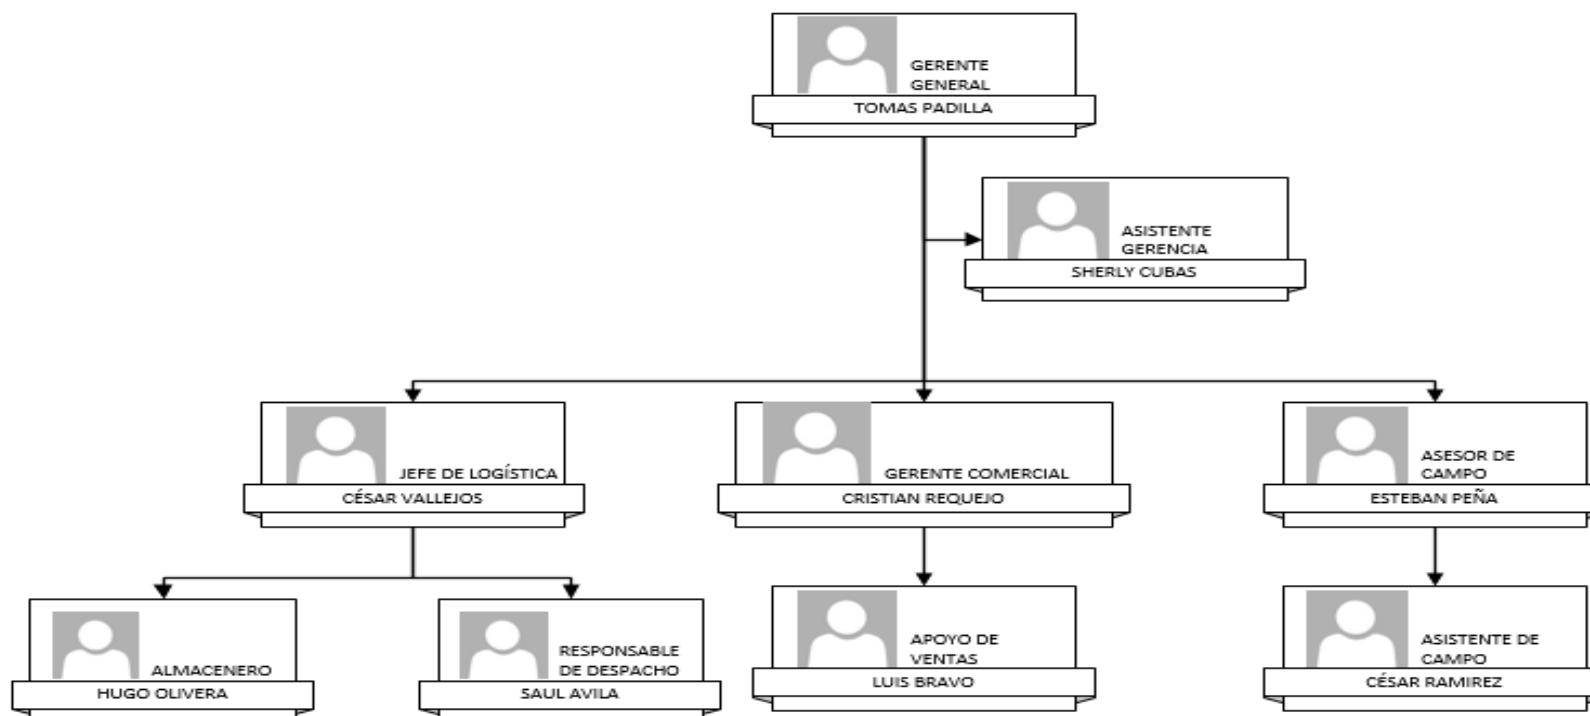 GERENTE
GENERAL
TOMAS PADILLA
ASISTENTE
GERENCIA
SHERLY CUBAS
JEFE DE LOGÍSTICA
CÉSAR VALLEJOS
GERENTE COMERCIAL
CRISTIAN REQUEJO
ASESOR DE
CAMPO
ESTEBAN PEÑA
ALMACENERO
HUGO OLIVERA
RESPONSABLE
DE DESPACHO
SAUL AVILA
APOYO DE
VENTAS
LUIS BRAVO
ASISTENTE DE
CAMPO
CÉSAR RAMIREZ